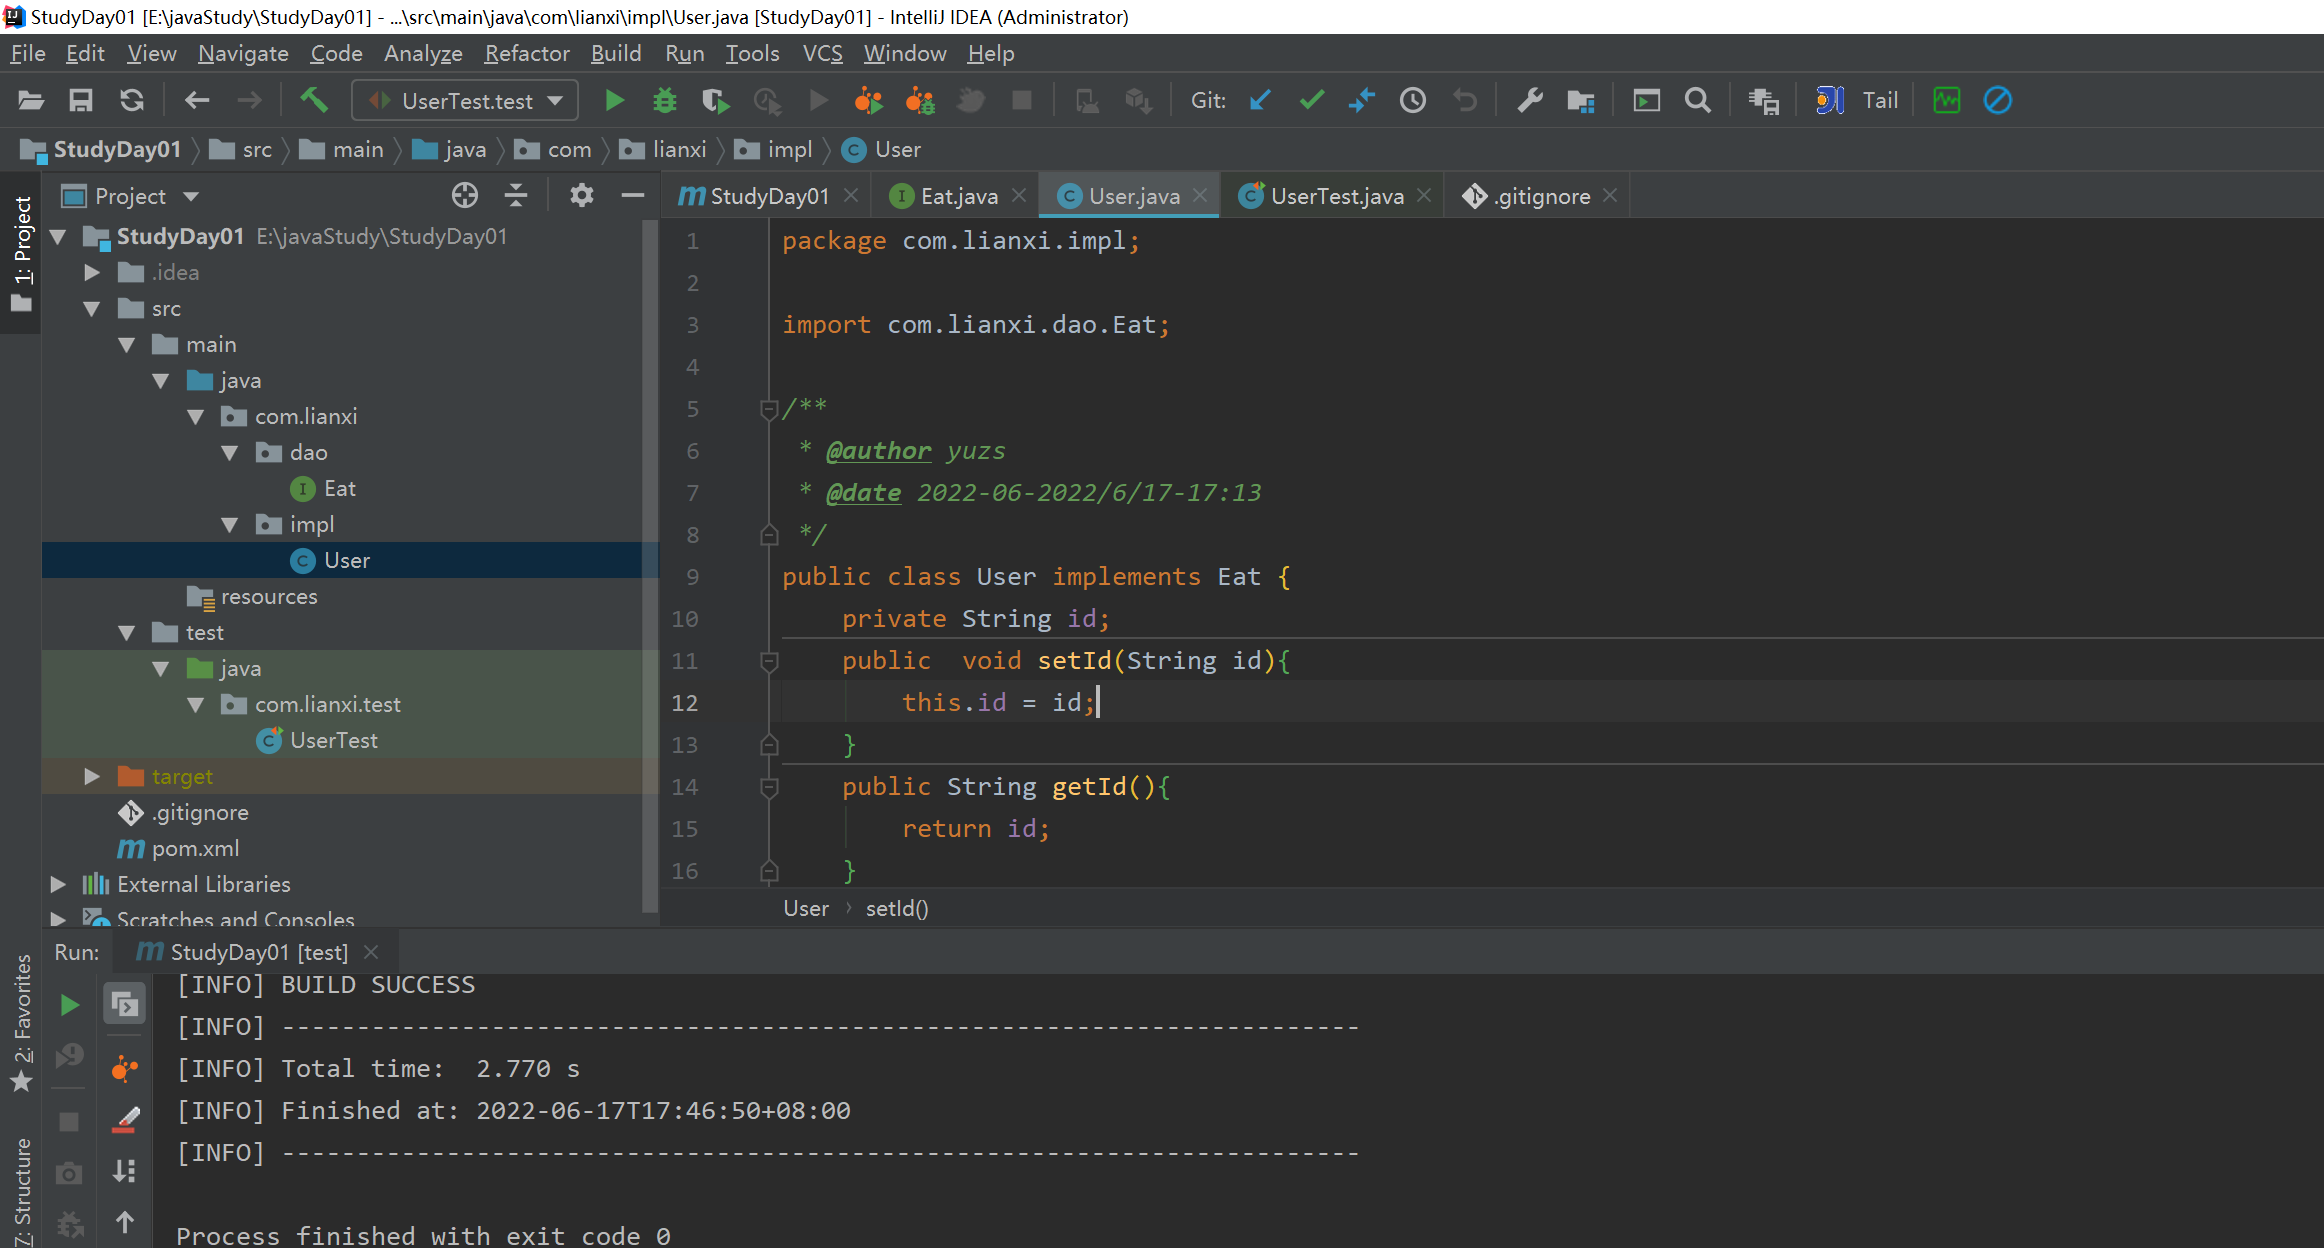 StudyDay01 [E:\javaStudy\StudyDay01] - ...\src\main\java\com\lianxi\impl\User.java [StudyDay01] - IntelliJ IDEA (Administrator)
File Edit View Navigate Code Analyze Refactor Build Run Tools VCS Window Help
UserTest.test Git: Tail
StudyDay01 src main java com lianxi impl User
1: Project
Project
StudyDay01 E:\javaStudy\StudyDay01
.idea
src
main
java
com.lianxi
dao
Eat
impl
User
resources
test
java
com.lianxi.test
UserTest
target
.gitignore
pom.xml
External Libraries
Scratches and Consoles
StudyDay01 Eat.java User.java UserTest.java .gitignore
1 package com.lianxi.impl;
2
3 import com.lianxi.dao.Eat;
4
5 /**
6 * @author yuzs
7 * @date 2022-06-2022/6/17-17:13
8 */
9 public class User implements Eat {
10 private String id;
11 public  void setId(String id){
12 this.id = id;
13 }
14 public String getId(){
15 return id;
16 }
User › setId()
2: Favorites
7: Structure
Run: StudyDay01 [test]
[INFO] BUILD SUCCESS
[INFO] ------------------------------------------------------------------------
[INFO] Total time:  2.770 s
[INFO] Finished at: 2022-06-17T17:46:50+08:00
[INFO] ------------------------------------------------------------------------
Process finished with exit code 0